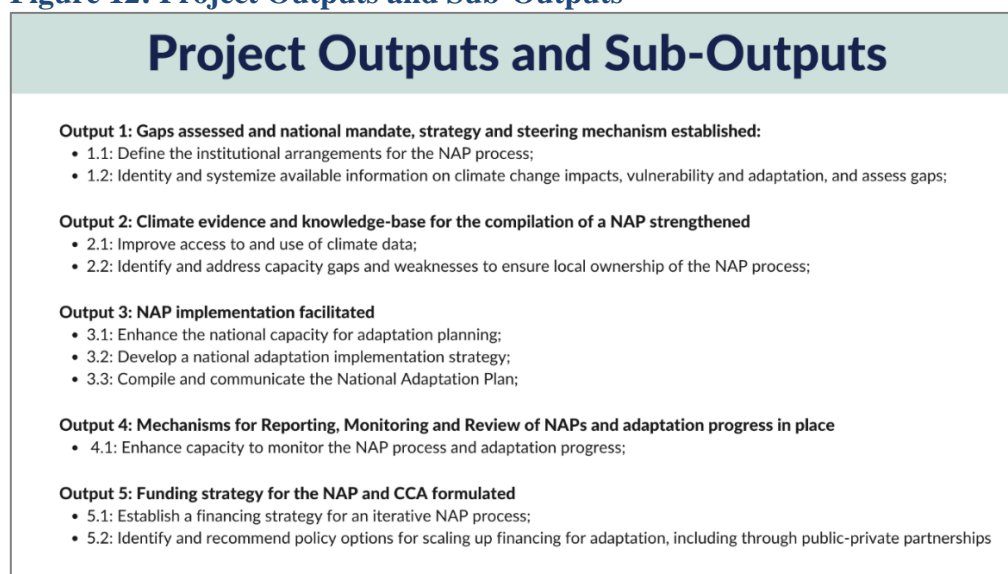 Figure 12: Project Outputs and Sub-Outputs
Project Outputs and Sub-Outputs
Output 1: Gaps assessed and national mandate, strategy and steering mechanism established:
• 1.1: Define the institutional arrangements for the NAP process;
• 1.2: Identity and systemize available information on climate change impacts, vulnerability and adaptation, and assess gaps;
Output 2: Climate evidence and knowledge-base for the compilation of a NAP strengthened
• 2.1: Improve access to and use of climate data;
• 2.2: Identify and address capacity gaps and weaknesses to ensure local ownership of the NAP process;
Output 3: NAP implementation facilitated
• 3.1: Enhance the national capacity for adaptation planning;
• 3.2: Develop a national adaptation implementation strategy;
• 3.3: Compile and communicate the National Adaptation Plan;
Output 4: Mechanisms for Reporting, Monitoring and Review of NAPs and adaptation progress in place
• 4.1: Enhance capacity to monitor the NAP process and adaptation progress;
Output 5: Funding strategy for the NAP and CCA formulated
• 5.1: Establish a financing strategy for an iterative NAP process;
• 5.2: Identify and recommend policy options for scaling up financing for adaptation, including through public-private partnerships